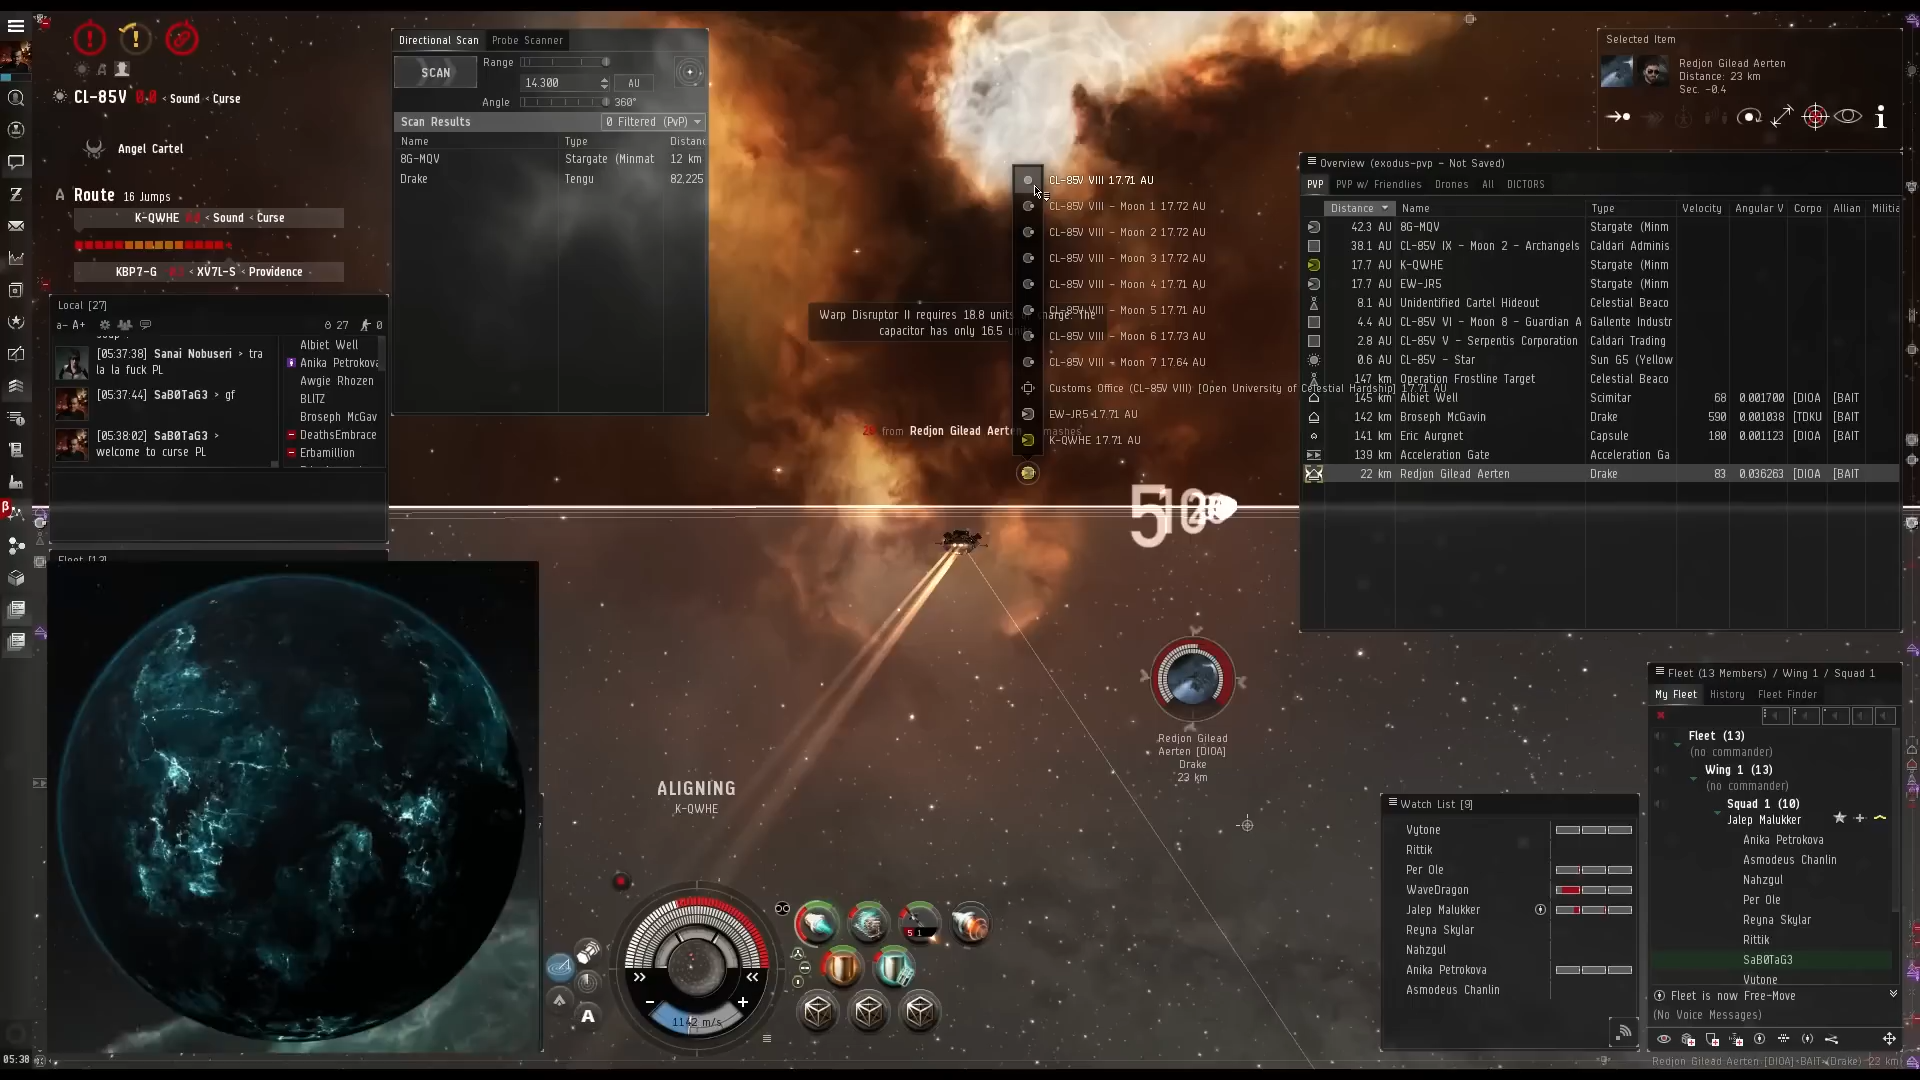 Directional Scan
Probe Scanner
SCAN
Range
14.300
AU
Angle
360°
Scan Results
0 Filtered (PvP)
Name Type Distanc
8G-MQV Stargate (Minmat 12 km
Drake Tengu 82,225
CL-85V 0.0 < Sound < Curse
Angel Cartel
Route 16 Jumps
K-QWHE 0.0 < Sound < Curse
KBP7-G < XV7L-S < Providence
Local [27]
a- A+
27
0
[05:37:38] Sanai Nobuseri > tra
la la fuck PL
[05:37:44] SaB0TaG3 > gf
[05:38:02] SaB0TaG3 >
welcome to curse PL
Albiet Well
Anika Petrokova
Awgie Rhozen
BLITZ
Broseph McGav
DeathsEmbrace
Erbamillion
Fleet [13]
CL-85V VIII 17.71 AU
CL-85V VIII - Moon 1 17.72 AU
CL-85V VIII - Moon 2 17.72 AU
CL-85V VIII - Moon 3 17.72 AU
CL-85V VIII - Moon 4 17.71 AU
CL-85V VIII - Moon 5 17.71 AU
CL-85V VIII - Moon 6 17.73 AU
CL-85V VIII - Moon 7 17.64 AU
Customs Office (CL-85V VIII) [Open University of Celestial Hardship] 17.71 AU
EW-JR5 17.71 AU
K-QWHE 17.71 AU
Warp Disruptor II requires 18.8 units
capacitor has only 16.5
from Redjon Gilead Aerten
Selected Item
Redjon Gilead Aerten
Distance: 23 km
Sec. -0.4
Overview (exodus-pvp - Not Saved)
PVP PVP w/ Friendlies Drones All DICTORS
Distance Name Type Velocity Angular V Corpo Allian Militia
42.3 AU 8G-MQV Stargate (Minm
38.1 AU CL-85V IX - Moon 2 - Archangels Caldari Adminis
17.7 AU K-QWHE Stargate (Minm
17.7 AU EW-JR5 Stargate (Minm
8.1 AU Unidentified Cartel Hideout Celestial Beaco
4.4 AU CL-85V VI - Moon 8 - Guardian A Gallente Industr
2.8 AU CL-85V V - Serpentis Corporation Caldari Trading
0.6 AU CL-85V - Star Sun G5 (Yellow
147 km Operation Frostline Target Celestial Beaco
145 km Albiet Well Scimitar 68 0.001700 [DIOA [BAIT
142 km Broseph McGavin Drake 590 0.001038 [TDKU [BAIT
141 km Eric Aurgnet Capsule 180 0.001123 [DIOA [BAIT
139 km Acceleration Gate Acceleration Ga
22 km Redjon Gilead Aerten Drake 83 0.036263 [DIOA [BAIT
Redjon Gilead
Aerten [DIOA]
Drake
23 km
ALIGNING
K-QWHE
1142 m/s
A
Watch List [9]
Vytone
Rittik
Per Ole
WaveDragon
Jalep Malukker
Reyna Skylar
Nahzgul
Anika Petrokova
Asmodeus Chanlin
Fleet (13 Members) / Wing 1 / Squad 1
My Fleet History Fleet Finder
Fleet (13)
(no commander)
Wing 1 (13)
(no commander)
Squad 1 (10)
Jalep Malukker
Anika Petrokova
Asmodeus Chanlin
Nahzgul
Per Ole
Reyna Skylar
Rittik
SaB0TaG3
Vytone
Fleet is now Free-Move
(No Voice Messages)
Redjon Gilead Aerten [DIOA] BAIT (Drake) 23 km
05:38